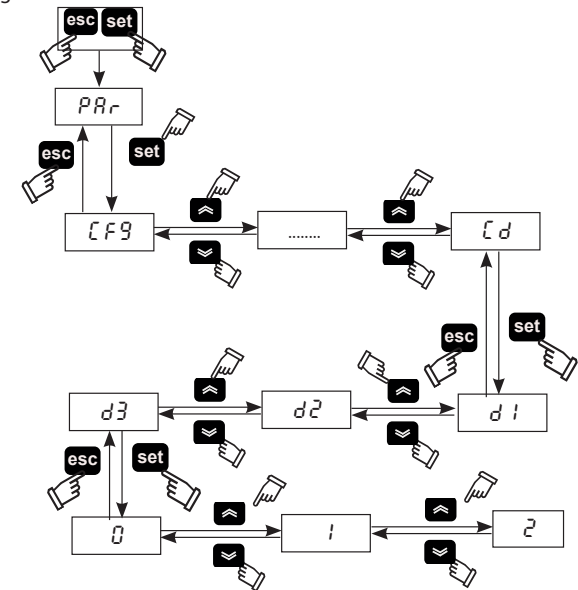 esc set
PAr
esc set
CF9 ........ Cd
esc set
d3 d2 d1
esc set
0 1 2